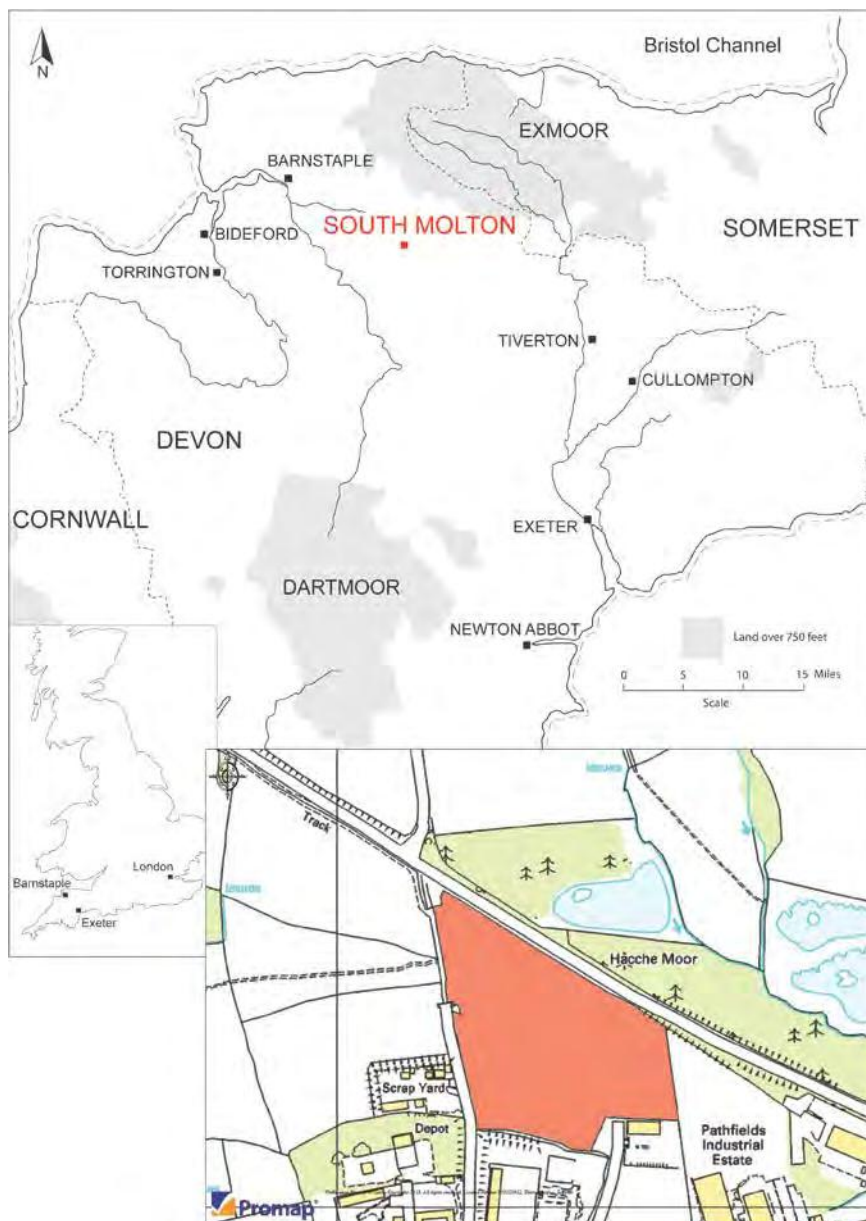 Bristol Channel
N
EXMOOR
BARNSTAPLE
SOUTH MOLTON
SOMERSET
BIDEFORD
TORRINGTON
TIVERTON
CULLOMPTON
DEVON
CORNWALL
EXETER
DARTMOOR
NEWTON ABBOT
Land over 750 feet
0 5 10 15 Miles
Scale
London
Barnstaple
Exeter
Track
Hacche Moor
Scrap Yard
Depot
Pathfields
Industrial
Estate
Promap